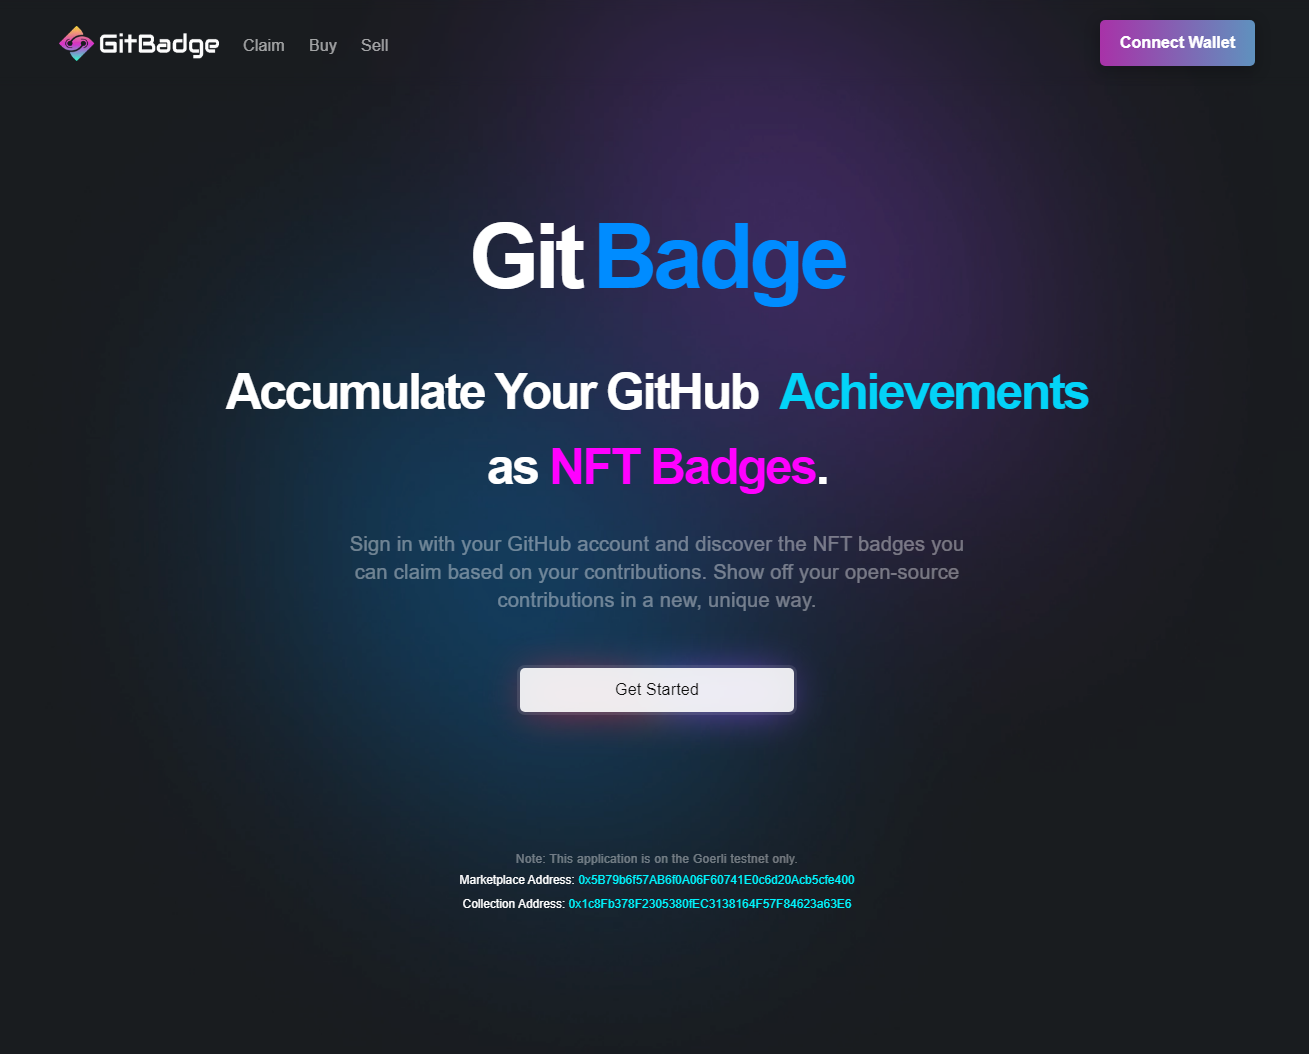 GitBadge Claim Buy Sell Connect Wallet
Git Badge
Accumulate Your GitHub Achievements
as NFT Badges.
Sign in with your GitHub account and discover the NFT badges you
can claim based on your contributions. Show off your open-source
contributions in a new, unique way.
Get Started
Note: This application is on the Goerli testnet only.
Marketplace Address: 0x5B79b6f57AB6f0A06F60741E0c6d20Acb5cfe400
Collection Address: 0x1c8Fb378F2305380fEC3138164F57F84623a63E6